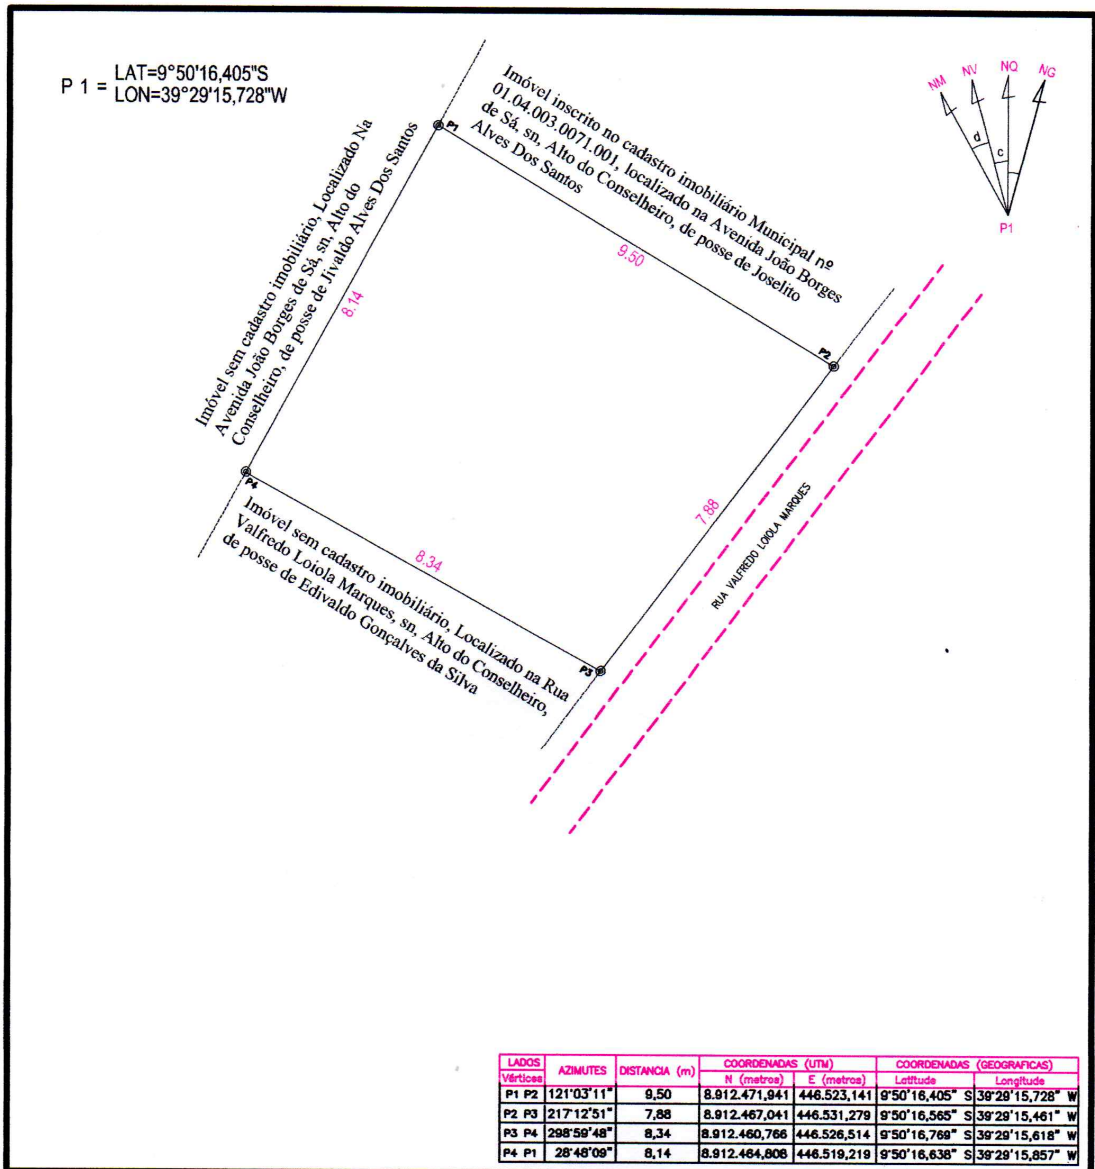 P 1 =
LAT=9°50'16,405"S
LON=39°29'15,728"W
Imóvel inscrito no cadastro imobiliário Municipal nº
01.04.003.0071.001, localizado na Avenida João Borges
de Sá, sn, Alto do Conselheiro, de posse de Joselito
Alves Dos Santos
NM
NV
NQ
NG
d
c
P1
Imóvel sem cadastro imobiliário, Localizado Na
Avenida João Borges de Sá, sn, Alto do
Conselheiro, de posse de Jivaldo Alves Dos Santos
P1
9.50
8.14
P2
P4
7.88
RUA VALFREDO LOIOLA MARQUES
8.34
P3
Imóvel sem cadastro imobiliário, Localizado na Rua
Valfredo Loiola Marques, sn, Alto do Conselheiro,
de posse de Edivaldo Gonçalves da Silva
LADOS AZIMUTES DISTANCIA (m) COORDENADAS (UTM) COORDENADAS (GEOGRAFICAS)
Vértices N (metros) E (metros) Latitude Longitude
P1 P2 121°03'11" 9,50 8.912.471,941 446.523,141 9°50'16,405" S 39°29'15,728" W
P2 P3 217°12'51" 7,88 8.912.467,041 446.531,279 9°50'16,565" S 39°29'15,461" W
P3 P4 298°59'48" 8,34 8.912.460,766 446.526,514 9°50'16,769" S 39°29'15,618" W
P4 P1 28°48'09" 8,14 8.912.464,808 446.519,219 9°50'16,638" S 39°29'15,857" W